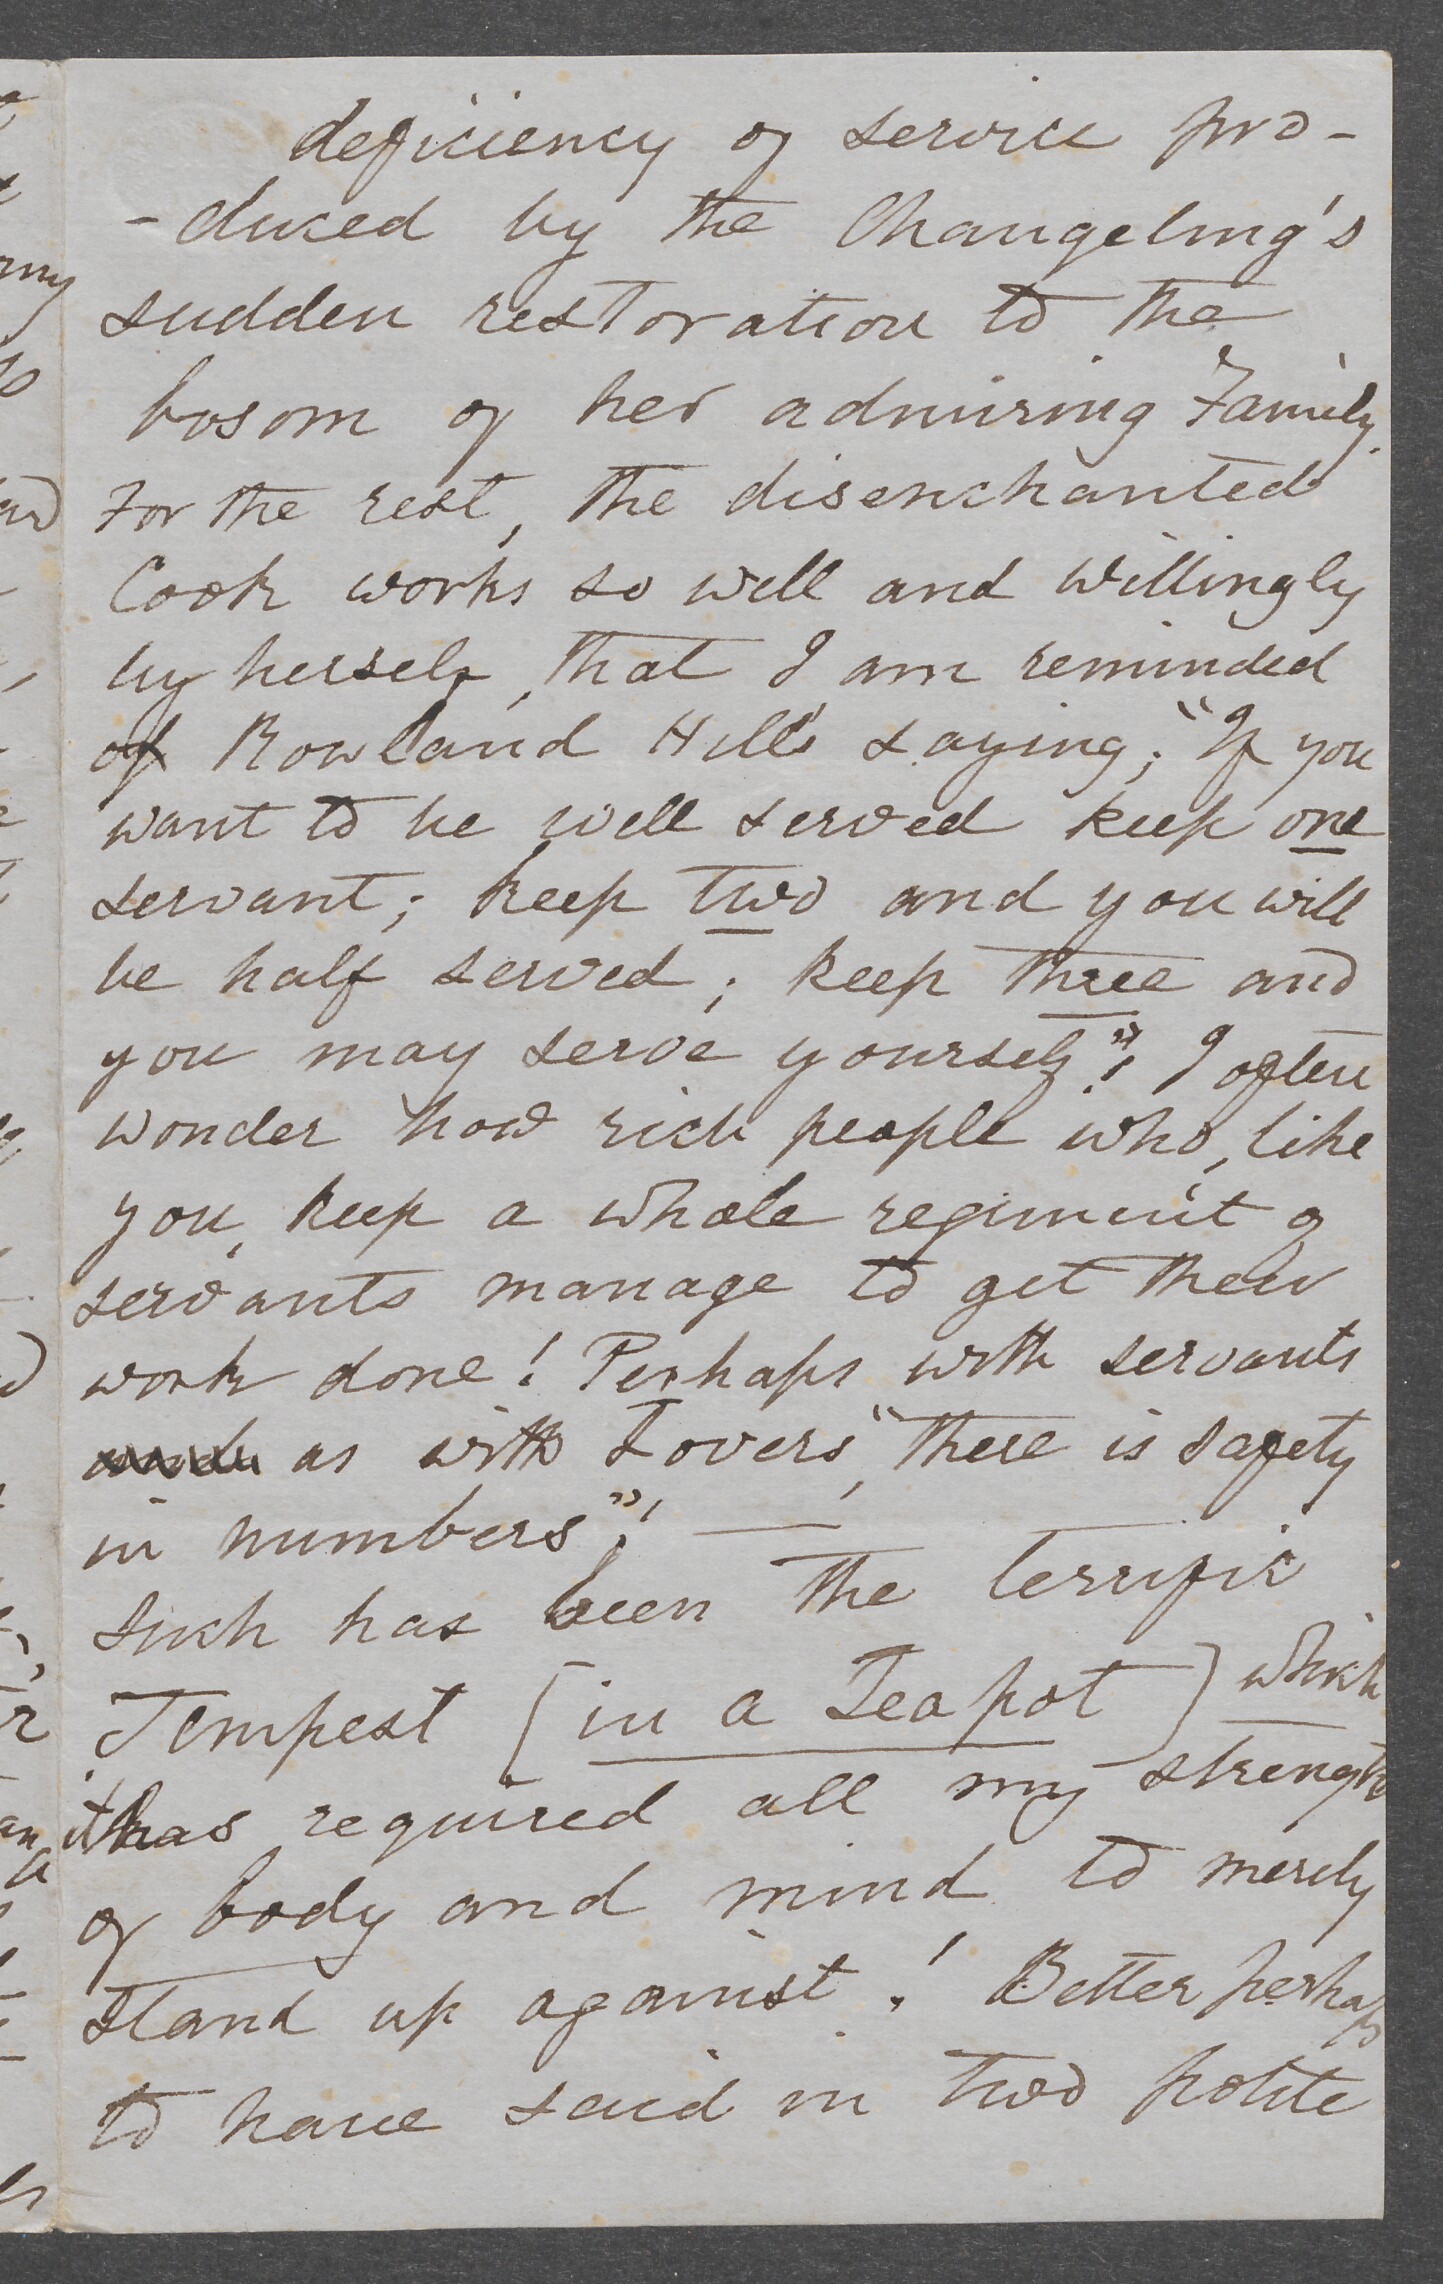 deficiency of service pro-
-duced by the Changeling's
sudden restoration to the
bosom of her admiring Family.
For the rest, the disenchanted
Cook works so well and willingly
by herself, that I am reminded
of Rowland Hill's saying; "If you
want to be well served keep one
servant; keep two and you will
be half served; keep three and
you may serve yourself"! I often
wonder how rich people who, like
you, keep a whole regiment of
servants manage to get their
work done! Perhaps with servants
as with Lovers, "there is safety
in numbers"! —
Such has been the terrific
Tempest [in a Teapot] which
it has required all my strength
of body and mind to merely
stand up against! Better perhaps
to have said in two polite